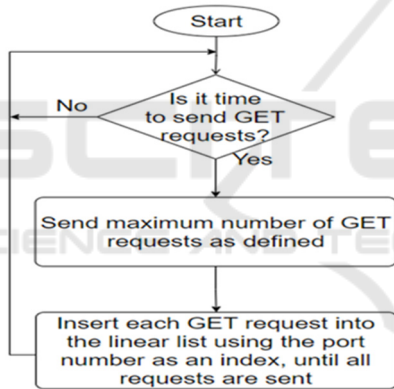 Start
Is it time
to send GET
requests?
No
Yes
Send maximum number of GET
requests as defined
Insert each GET request into
the linear list using the port
number as an index, until all
requests are sent